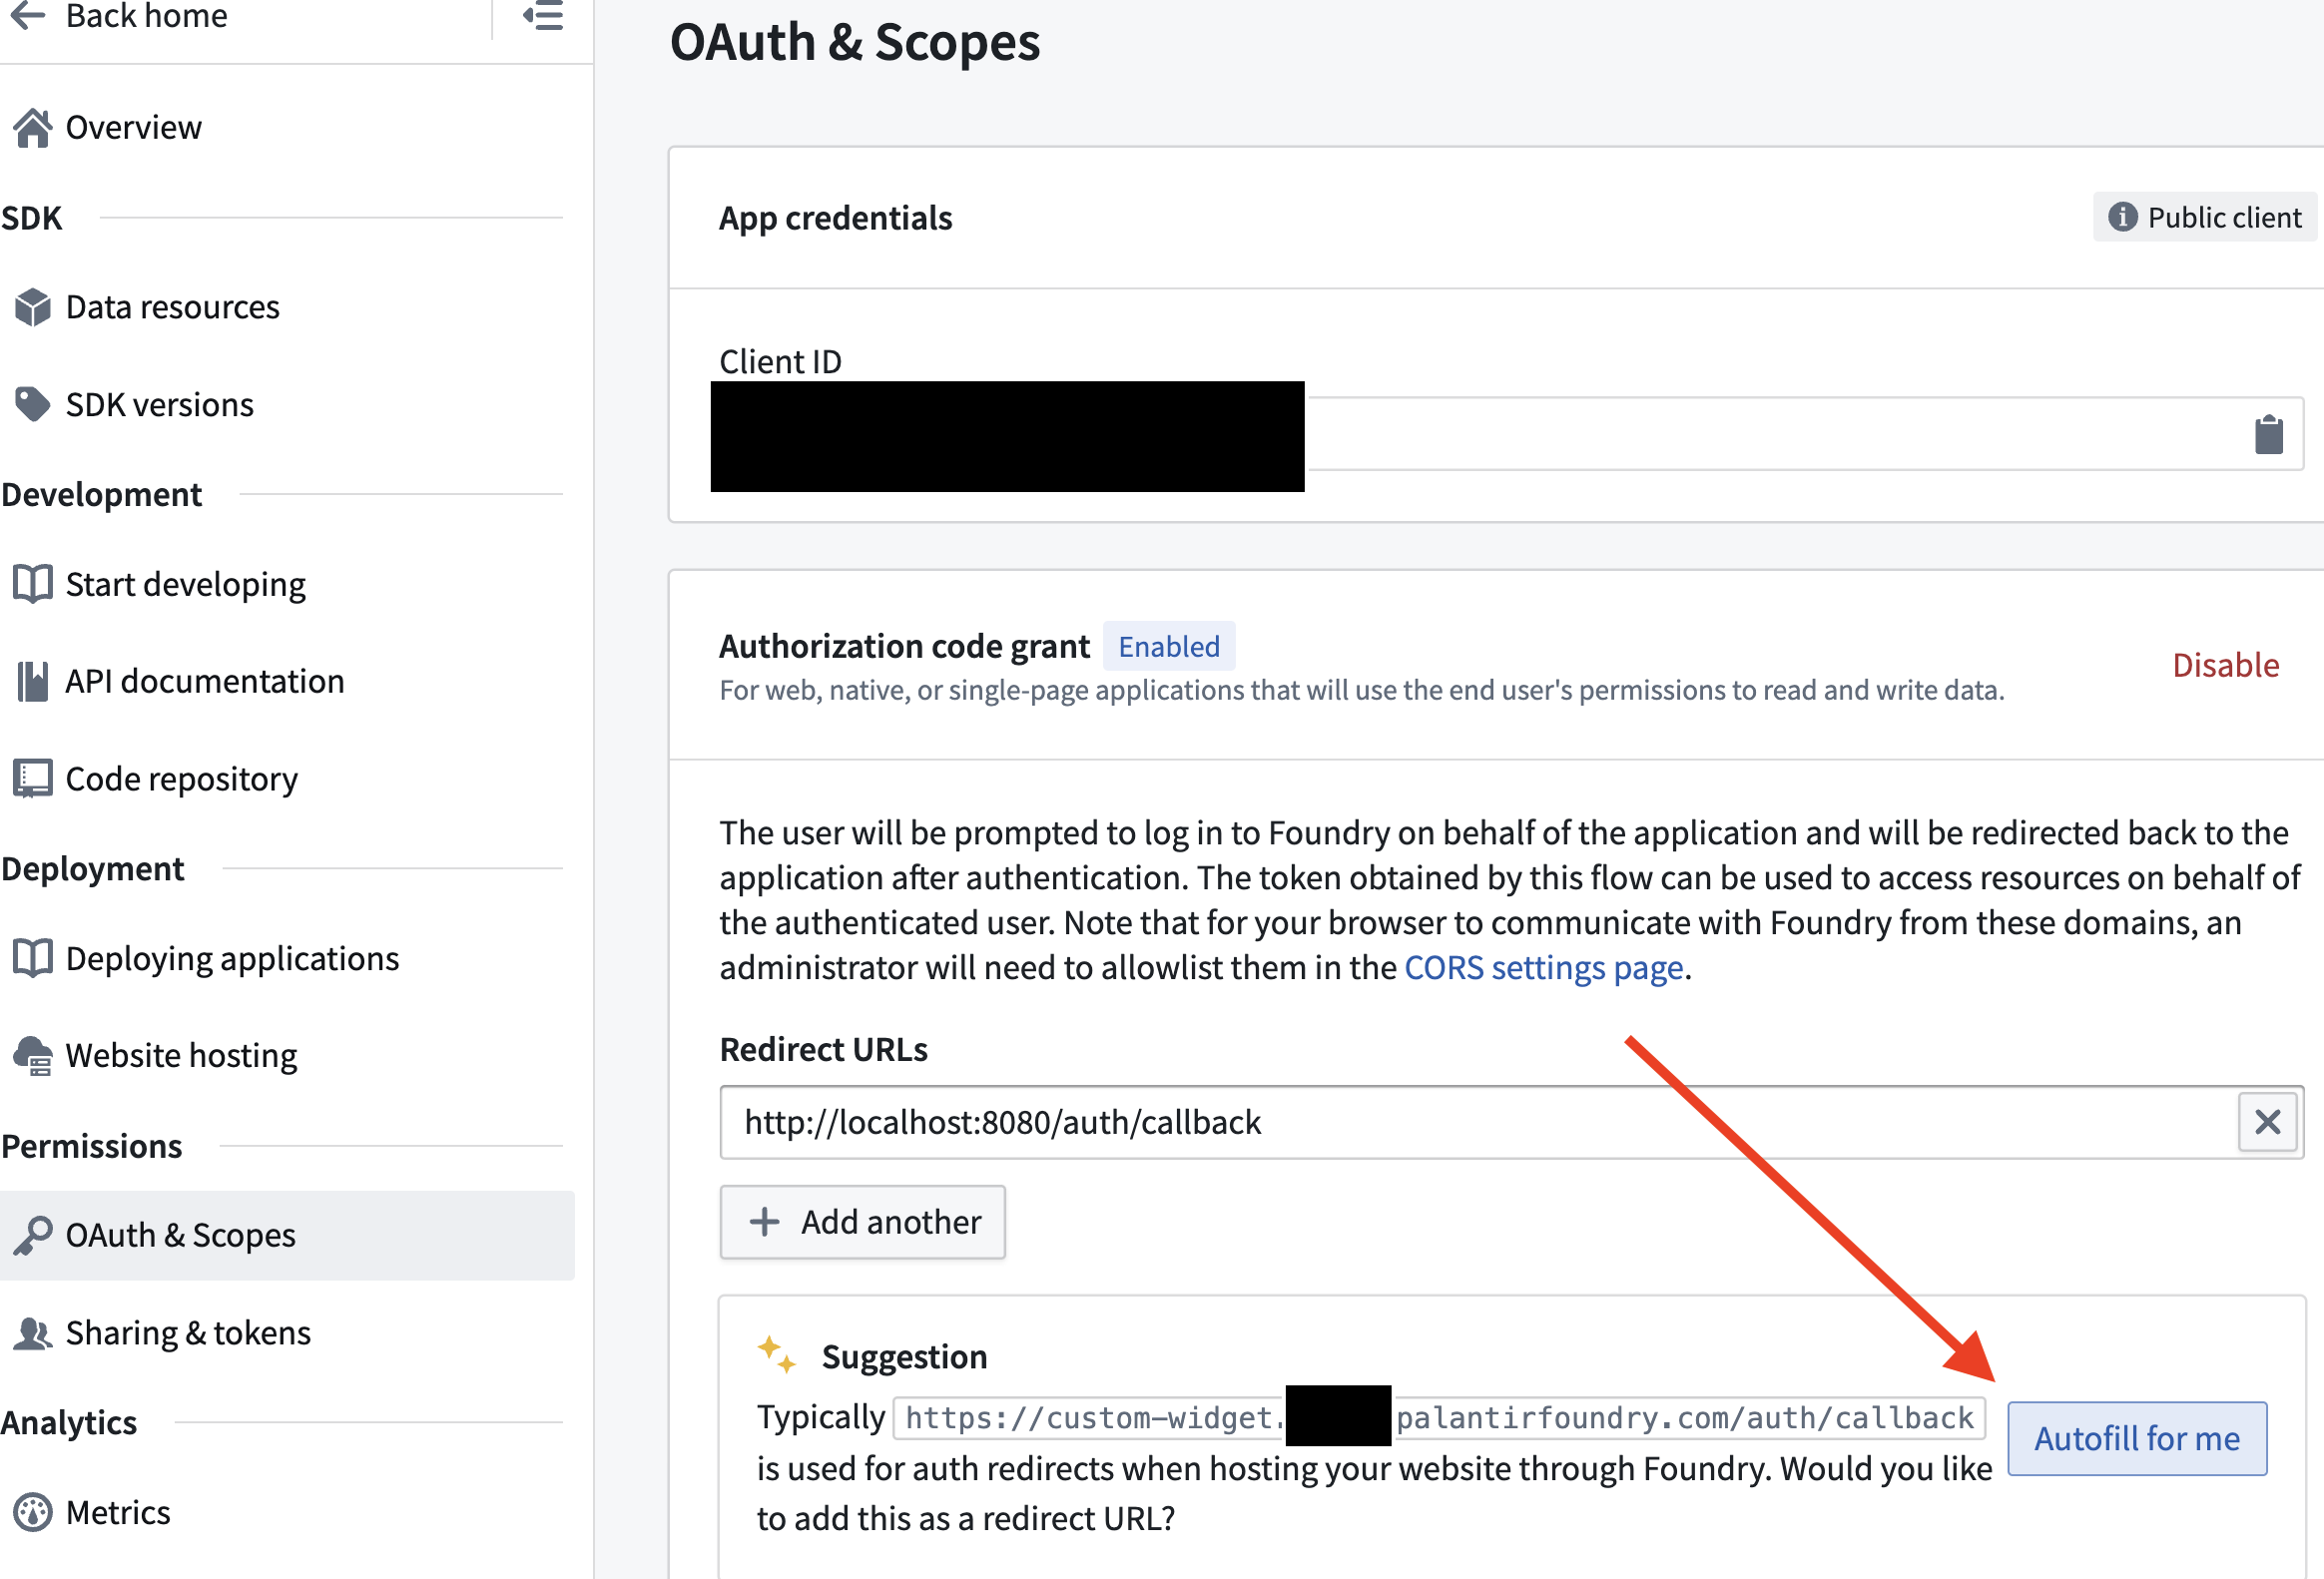 Back home
Overview
SDK
Data resources
SDK versions
Development
Start developing
API documentation
Code repository
Deployment
Deploying applications
Website hosting
Permissions
OAuth & Scopes
Sharing & tokens
Analytics
Metrics
OAuth & Scopes
App credentials
Public client
Client ID
Authorization code grant Enabled
For web, native, or single-page applications that will use the end user's permissions to read and write data.
Disable
The user will be prompted to log in to Foundry on behalf of the application and will be redirected back to the
application after authentication. The token obtained by this flow can be used to access resources on behalf of
the authenticated user. Note that for your browser to communicate with Foundry from these domains, an
administrator will need to allowlist them in the CORS settings page.
Redirect URLs
http://localhost:8080/auth/callback
Add another
Suggestion
Typically https://custom-widget. palantirfoundry.com/auth/callback
is used for auth redirects when hosting your website through Foundry. Would you like
to add this as a redirect URL?
Autofill for me